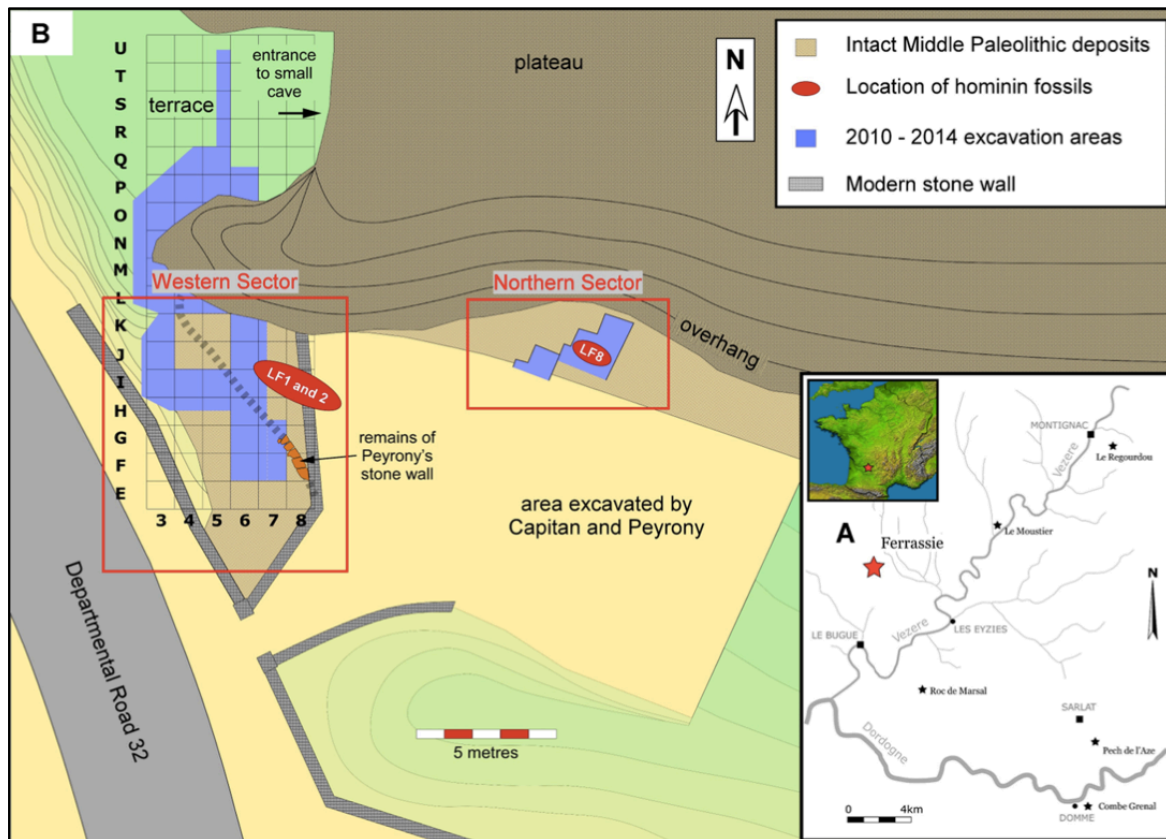 B
U
T
S
R
Q
P
O
N
M
L
K
J
I
H
G
F
E
3 4 5 6 7 8
terrace
entrance
to small
cave
plateau
N
Intact Middle Paleolithic deposits
Location of hominin fossils
2010 - 2014 excavation areas
Modern stone wall
Western Sector
Northern Sector
overhang
LF1 and 2
LF8
remains of
Peyrony's
stone wall
area excavated by
Capitan and Peyrony
Departmental Road 32
5 metres
A
N
MONTIGNAC
Le Regourdou
Vezere
Le Moustier
Ferrassie
LES EYZIES
LE BUGUE
Vezere
Roc de Marsal
SARLAT
Pech de l'Aze
Dordogne
Combe Grenal
DOMME
0 4km